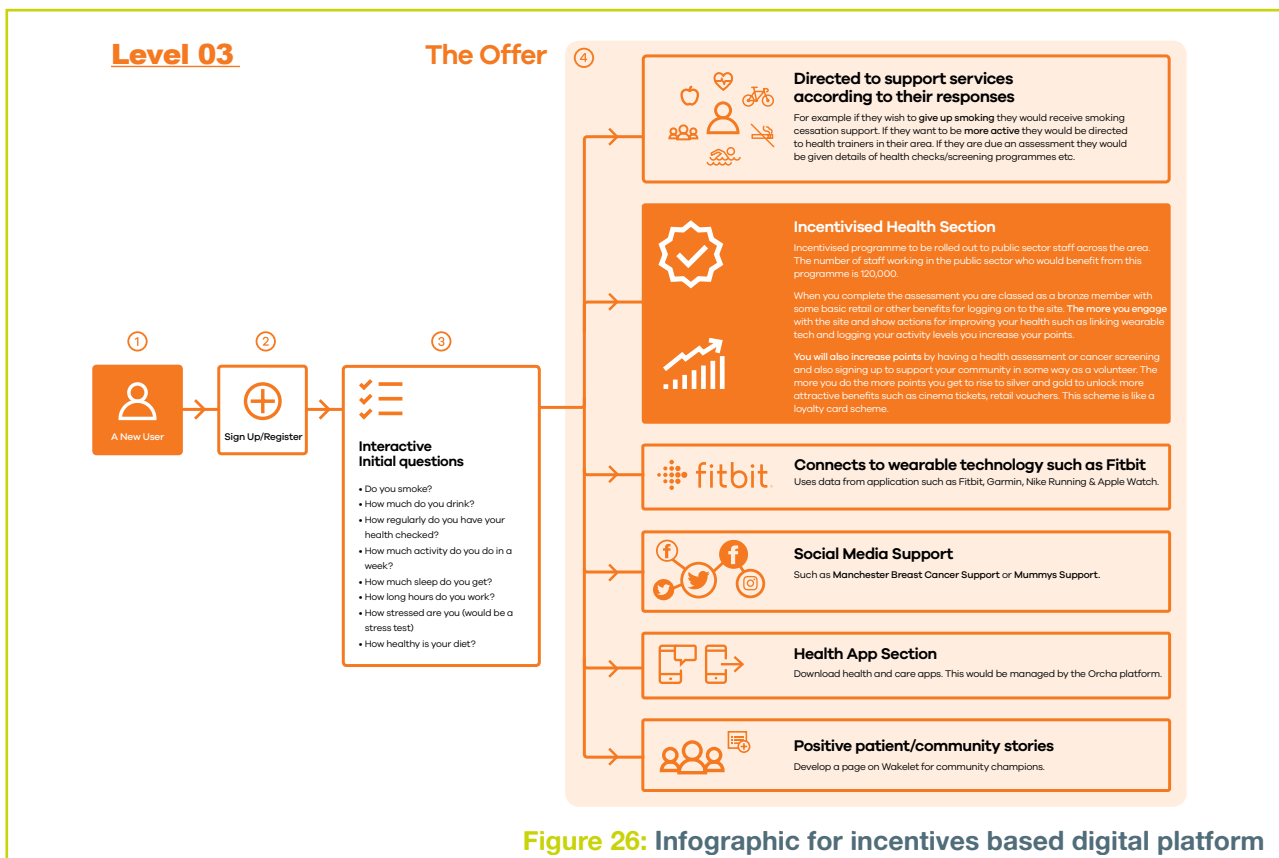 Level 03
The Offer
4
Directed to support services
according to their responses
For example if they wish to give up smoking they would receive smoking
cessation support. If they want to be more active they would be directed
to health trainers in their area. If they are due an assessment they would
be given details of health checks/screening programmes etc.
Incentivised Health Section
Incentivised programme to be rolled out to public sector staff across the area.
The number of staff working in the public sector who would benefit from this
programme is 120,000.
When you complete the assessment you are classed as a bronze member with
some basic retail or other benefits for logging on to the site. The more you engage
with the site and show actions for improving your health such as linking wearable
tech and logging your activity levels you increase your points.
You will also increase points by having a health assessment or cancer screening
and also signing up to support your community in some way as a volunteer. The
more you do the more points you get to rise to silver and gold to unlock more
attractive benefits such as cinema tickets, retail vouchers. This scheme is like a
loyalty card scheme.
1
A New User
2
Sign Up/Register
3
Interactive
Initial questions
• Do you smoke?
• How much do you drink?
• How regularly do you have your
health checked?
• How much activity do you do in a
week?
• How much sleep do you get?
• How long hours do you work?
• How stressed are you (would be a
stress test)
• How healthy is your diet?
fitbit
Connects to wearable technology such as Fitbit
Uses data from application such as Fitbit, Garmin, Nike Running & Apple Watch.
Social Media Support
Such as Manchester Breast Cancer Support or Mummys Support.
Health App Section
Download health and care apps. This would be managed by the Orcha platform.
Positive patient/community stories
Develop a page on Wakelet for community champions.
Figure 26: Infographic for incentives based digital platform